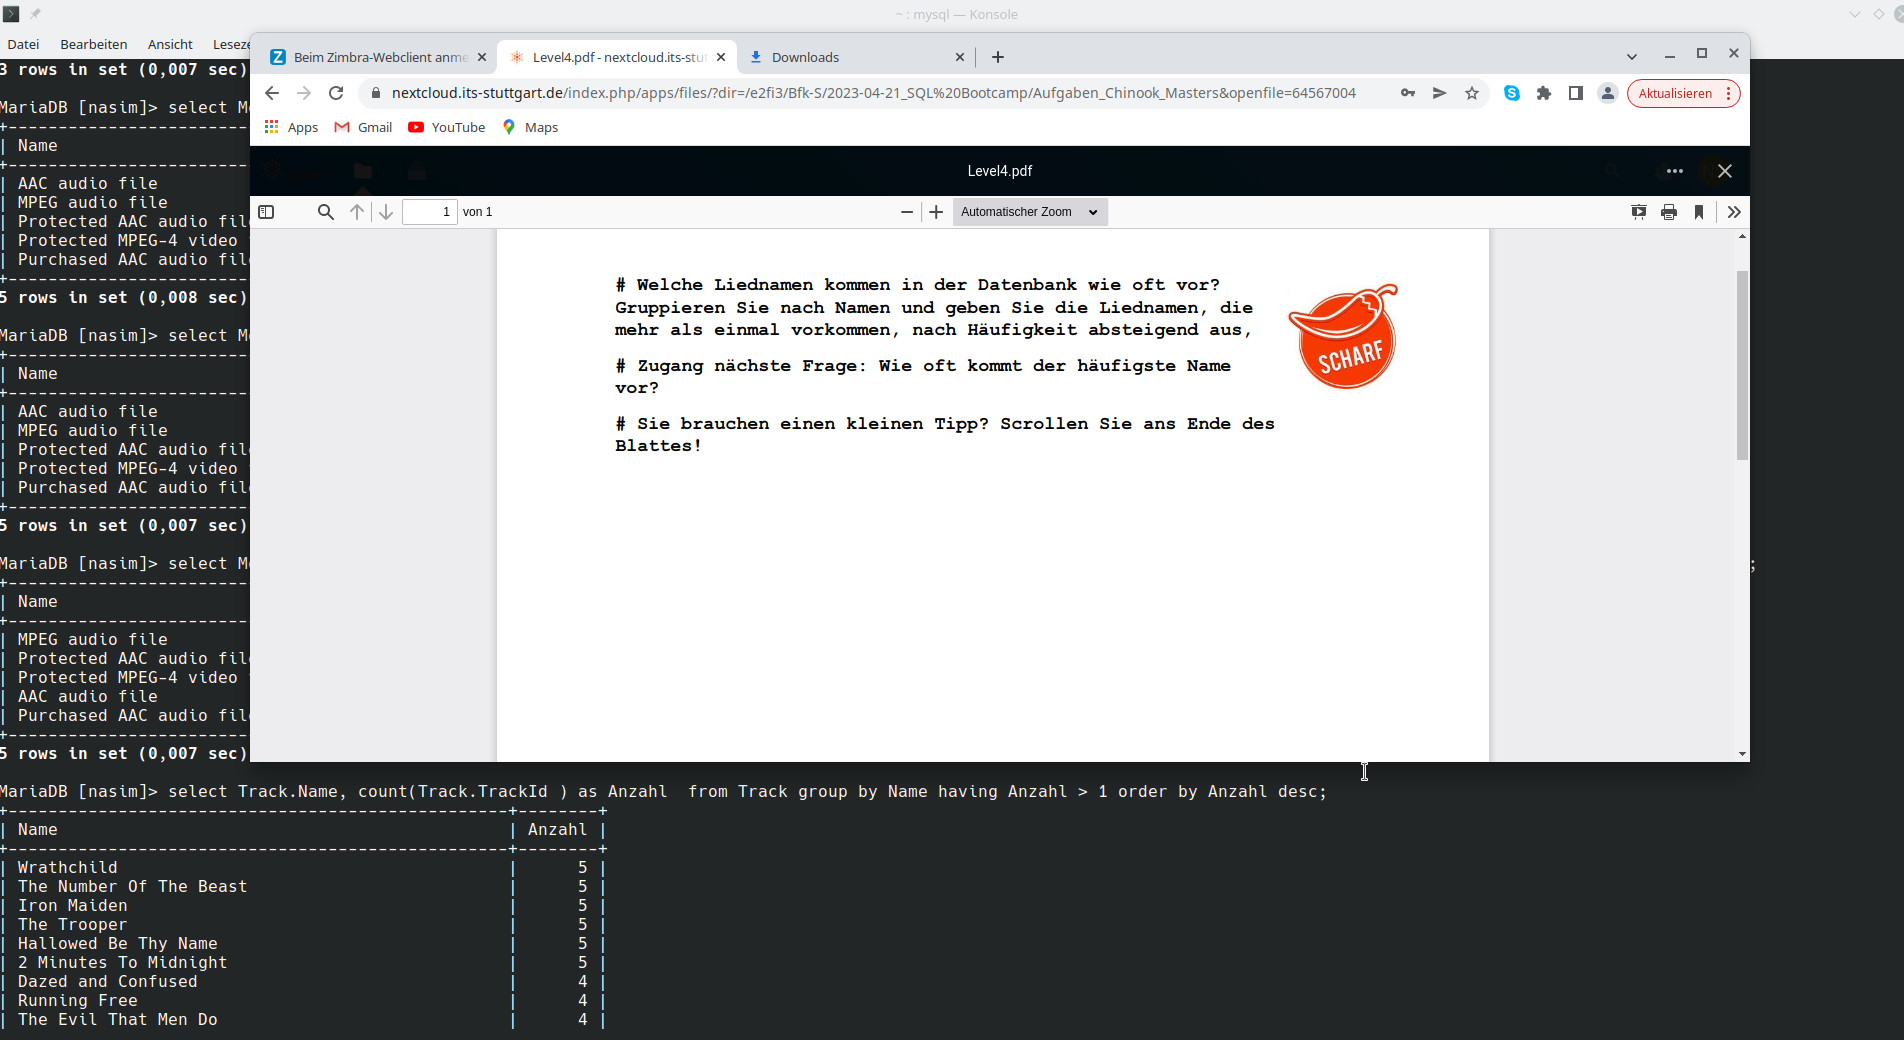 ~ : mysql — Konsole
Datei Bearbeiten Ansicht Leseze
Beim Zimbra-Webclient anme
Level4.pdf - nextcloud.its-stut
Downloads
nextcloud.its-stuttgart.de/index.php/apps/files/?dir=/e2fi3/Bfk-S/2023-04-21_SQL%20Bootcamp/Aufgaben_Chinook_Masters&openfile=64567004
Aktualisieren
Apps Gmail YouTube Maps
Level4.pdf
1 von 1
Automatischer Zoom
# Welche Liednamen kommen in der Datenbank wie oft vor?
Gruppieren Sie nach Namen und geben Sie die Liednamen, die
mehr als einmal vorkommen, nach Häufigkeit absteigend aus,
SCHARF
# Zugang nächste Frage: Wie oft kommt der häufigste Name
vor?
# Sie brauchen einen kleinen Tipp? Scrollen Sie ans Ende des
Blattes!
3 rows in set (0,007 sec)
MariaDB [nasim]> select M
| Name
| AAC audio file
| MPEG audio file
| Protected AAC audio fil
| Protected MPEG-4 video
| Purchased AAC audio fil
5 rows in set (0,008 sec)
MariaDB [nasim]> select M
| Name
| AAC audio file
| MPEG audio file
| Protected AAC audio fil
| Protected MPEG-4 video
| Purchased AAC audio fil
5 rows in set (0,007 sec)
MariaDB [nasim]> select M ;
| Name
| MPEG audio file
| Protected AAC audio fil
| Protected MPEG-4 video
| AAC audio file
| Purchased AAC audio fil
5 rows in set (0,007 sec)
MariaDB [nasim]> select Track.Name, count(Track.TrackId ) as Anzahl  from Track group by Name having Anzahl > 1 order by Anzahl desc;
| Name | Anzahl |
| Wrathchild | 5 |
| The Number Of The Beast | 5 |
| Iron Maiden | 5 |
| The Trooper | 5 |
| Hallowed Be Thy Name | 5 |
| 2 Minutes To Midnight | 5 |
| Dazed and Confused | 4 |
| Running Free | 4 |
| The Evil That Men Do | 4 |